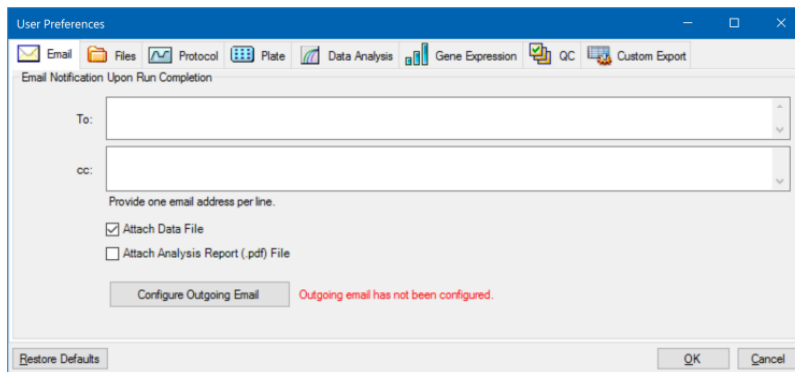 User Preferences
Email Files Protocol Plate Data Analysis Gene Expression QC Custom Export
Email Notification Upon Run Completion
To:
cc:
Provide one email address per line.
Attach Data File
Attach Analysis Report (.pdf) File
Configure Outgoing Email Outgoing email has not been configured.
Restore Defaults OK Cancel